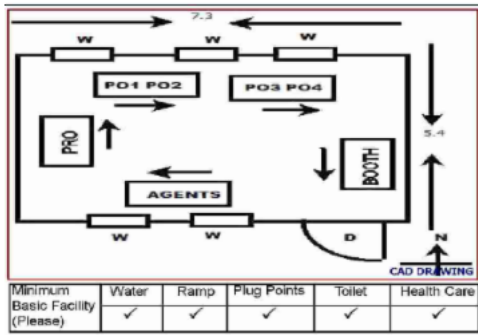 7.3
W W W
PO1 PO2 PO3 PO4
5.4
PRO
BOOTH
AGENTS
W W D N
CAD DRAWING
Minimum Basic Facility (Please) Water Ramp Plug Points Toilet Health Care
✓ ✓ ✓ ✓ ✓